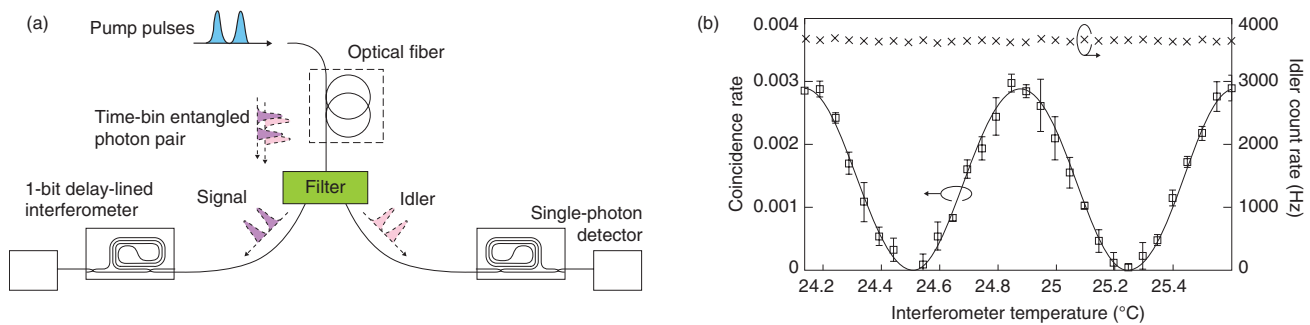 (a)
Pump pulses
Optical fiber
Time-bin entangled
photon pair
1-bit delay-lined
interferometer
Signal
Filter
Idler
Single-photon
detector
(b)
0.004
0.003
0.002
0.001
0
Coincidence rate
4000
3000
2000
1000
0
Idler count rate (Hz)
24.2 24.4 24.6 24.8 25 25.2 25.4
Interferometer temperature (°C)